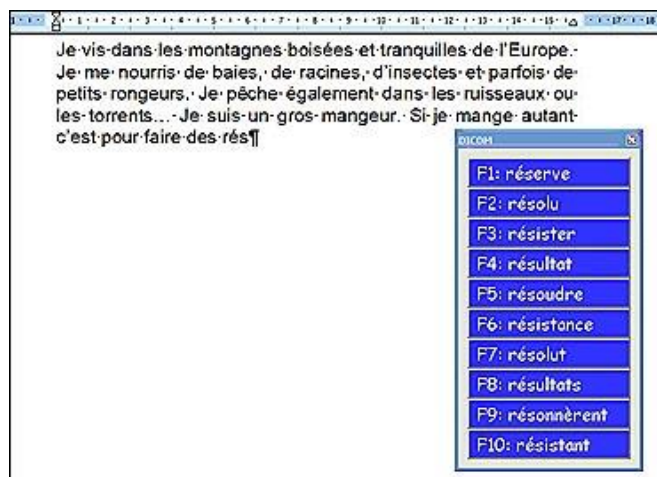 Je vis dans les montagnes boisées et tranquilles de l'Europe.
Je me nourris de baies, de racines, d'insectes et parfois de
petits rongeurs. Je pêche également dans les ruisseaux ou
les torrents... Je suis un gros mangeur. Si je mange autant
c'est pour faire des rés¶
DICOM
F1: réserve
F2: résolu
F3: résister
F4: résultat
F5: résoudre
F6: résistance
F7: résolut
F8: résultats
F9: résonnèrent
F10: résistant